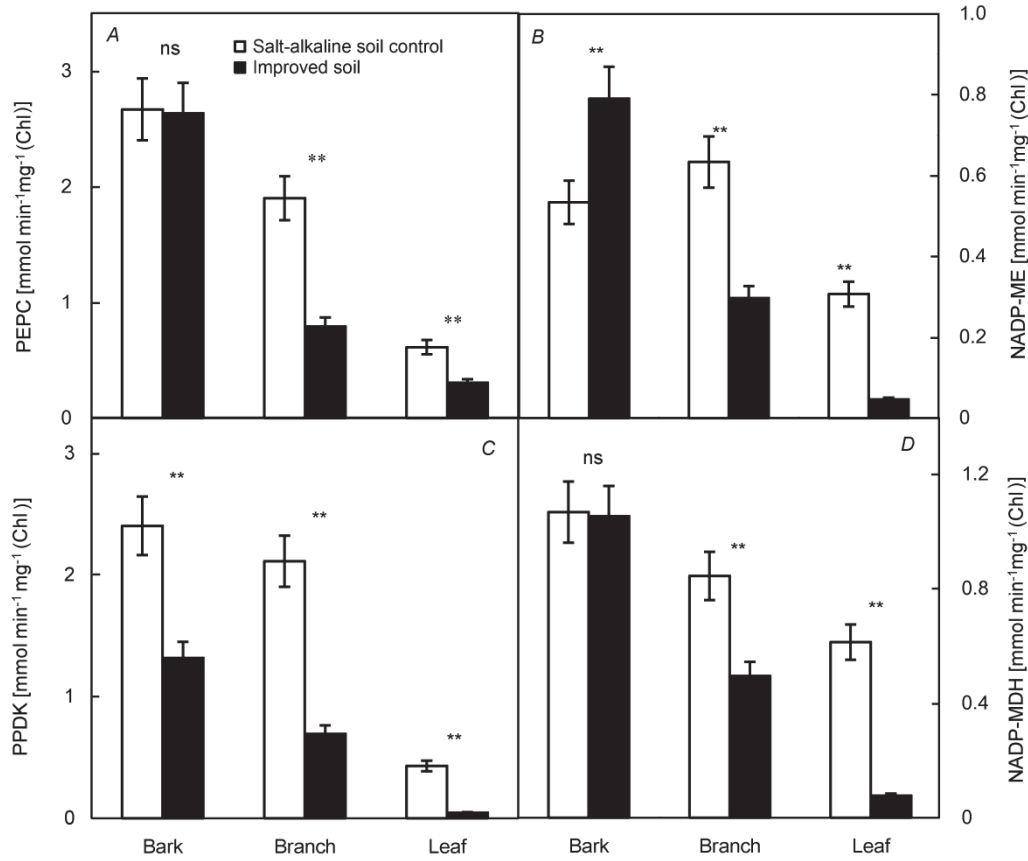 A
ns
Salt-alkaline soil control
Improved soil
**
**
3
2
1
0
PEPC [mmol min⁻¹mg⁻¹ (Chl)]
B
**
**
**
1.0
0.8
0.6
0.4
0.2
0
NADP-ME [mmol min⁻¹mg⁻¹ (Chl)]
C
**
**
**
3
2
1
0
PPDK [mmol min⁻¹mg⁻¹ (Chl)]
Bark Branch Leaf
D
ns
**
**
1.2
0.8
0.4
0
NADP-MDH [mmol min⁻¹mg⁻¹ (Chl)]
Bark Branch Leaf